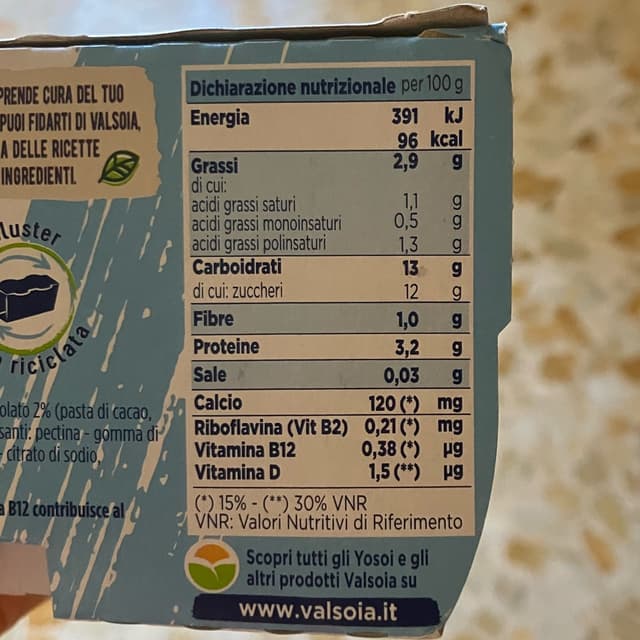 PRENDE CURA DEL TUO
PUOI FIDARTI DI VALSOIA,
A DELLE RICETTE
INGREDIENTI.
luster
riciclata
olato 2% (pasta di cacao,
santi: pectina - gomma di
- citrato di sodio,
a B12 contribuisce al
Dichiarazione nutrizionale per 100 g
Energia 391 kJ
96 kcal
Grassi 2,9 g
di cui:
acidi grassi saturi 1,1 g
acidi grassi monoinsaturi 0,5 g
acidi grassi polinsaturi 1,3 g
Carboidrati 13 g
di cui: zuccheri 12 g
Fibre 1,0 g
Proteine 3,2 g
Sale 0,03 g
Calcio 120 (*) mg
Riboflavina (Vit B2) 0,21 (*) mg
Vitamina B12 0,38 (*) µg
Vitamina D 1,5 (**) µg
(*) 15% - (**) 30% VNR
VNR: Valori Nutritivi di Riferimento
Scopri tutti gli Yosoi e gli
altri prodotti Valsoia su
www.valsoia.it